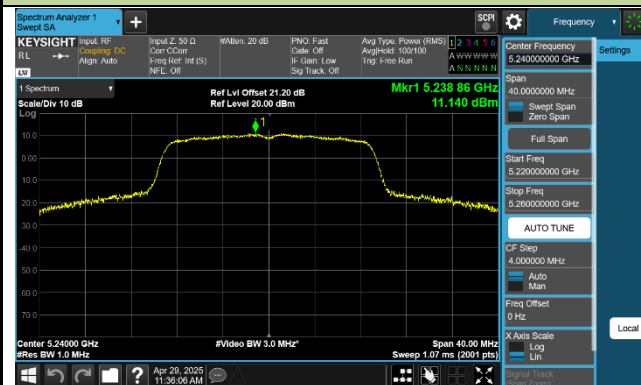 Spectrum Analyzer 1
Swept SA
SCPI
Frequency
KEYSIGHT
RL
Input: RF
Coupling: DC
Align: Auto
Input Z: 50 Ω
Corr CCorr
Freq Ref: Int (S)
NFE: Off
#Atten: 20 dB
PNO: Fast
Gate: Off
IF Gain: Low
Sig Track: Off
Avg Type: Power (RMS)
Avg|Hold: 100/100
Trig: Free Run
1 2 3 4 5 6
A W W W W W
A N N N N N
1 Spectrum
Scale/Div 10 dB
Log
Ref Lvl Offset 21.20 dB
Ref Level 20.00 dBm
Mkr1 5.238 86 GHz
11.140 dBm
1
10.0
0.00
10.0
20.0
-30.0
-40.0
50.0
60.0
70.0
Center 5.24000 GHz
#Res BW 1.0 MHz
#Video BW 3.0 MHz*
Span 40.00 MHz
Sweep 1.07 ms (2001 pts)
Apr 29, 2025
11:36:06 AM
Center Frequency
5.240000000 GHz
Span
40.0000000 MHz
Swept Span
Zero Span
Full Span
Start Freq
5.220000000 GHz
Stop Freq
5.260000000 GHz
AUTO TUNE
CF Step
4.000000 MHz
Auto
Man
Freq Offset
0 Hz
X Axis Scale
Log
Lin
Signal Track
(Span Zoom)
Settings
Local